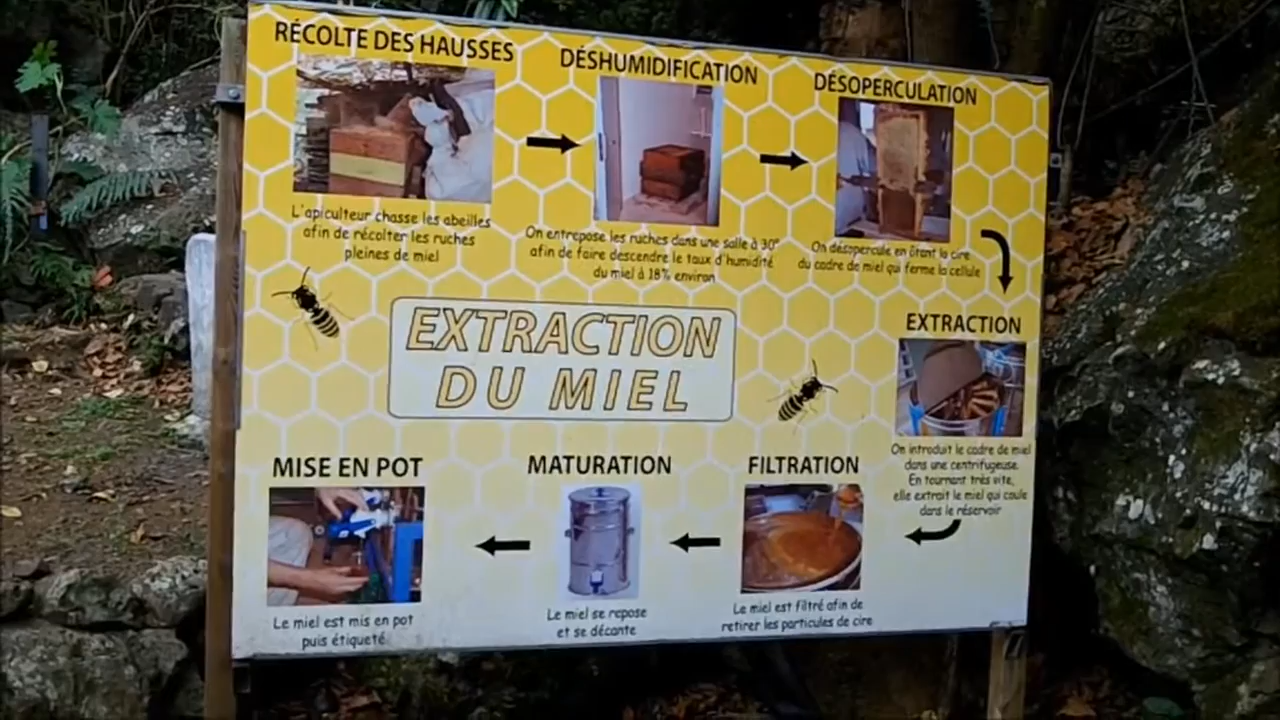 RÉCOLTE DES HAUSSES
L'apiculteur chasse les abeilles
afin de récolter les ruches
pleines de miel
DÉSHUMIDIFICATION
On entrepose les ruches dans une salle à 30°
afin de faire descendre le taux d'humidité
du miel à 18% environ
DÉSOPERCULATION
On désopercule en ôtant la cire
du cadre de miel qui ferme la cellule
EXTRACTION
On introduit le cadre de miel
dans une centrifugeuse.
En tournant très vite,
elle extrait le miel qui coule
dans le réservoir
EXTRACTION
DU MIEL
FILTRATION
Le miel est filtré afin de
retirer les particules de cire
MATURATION
Le miel se repose
et se décante
MISE EN POT
Le miel est mis en pot
puis étiqueté